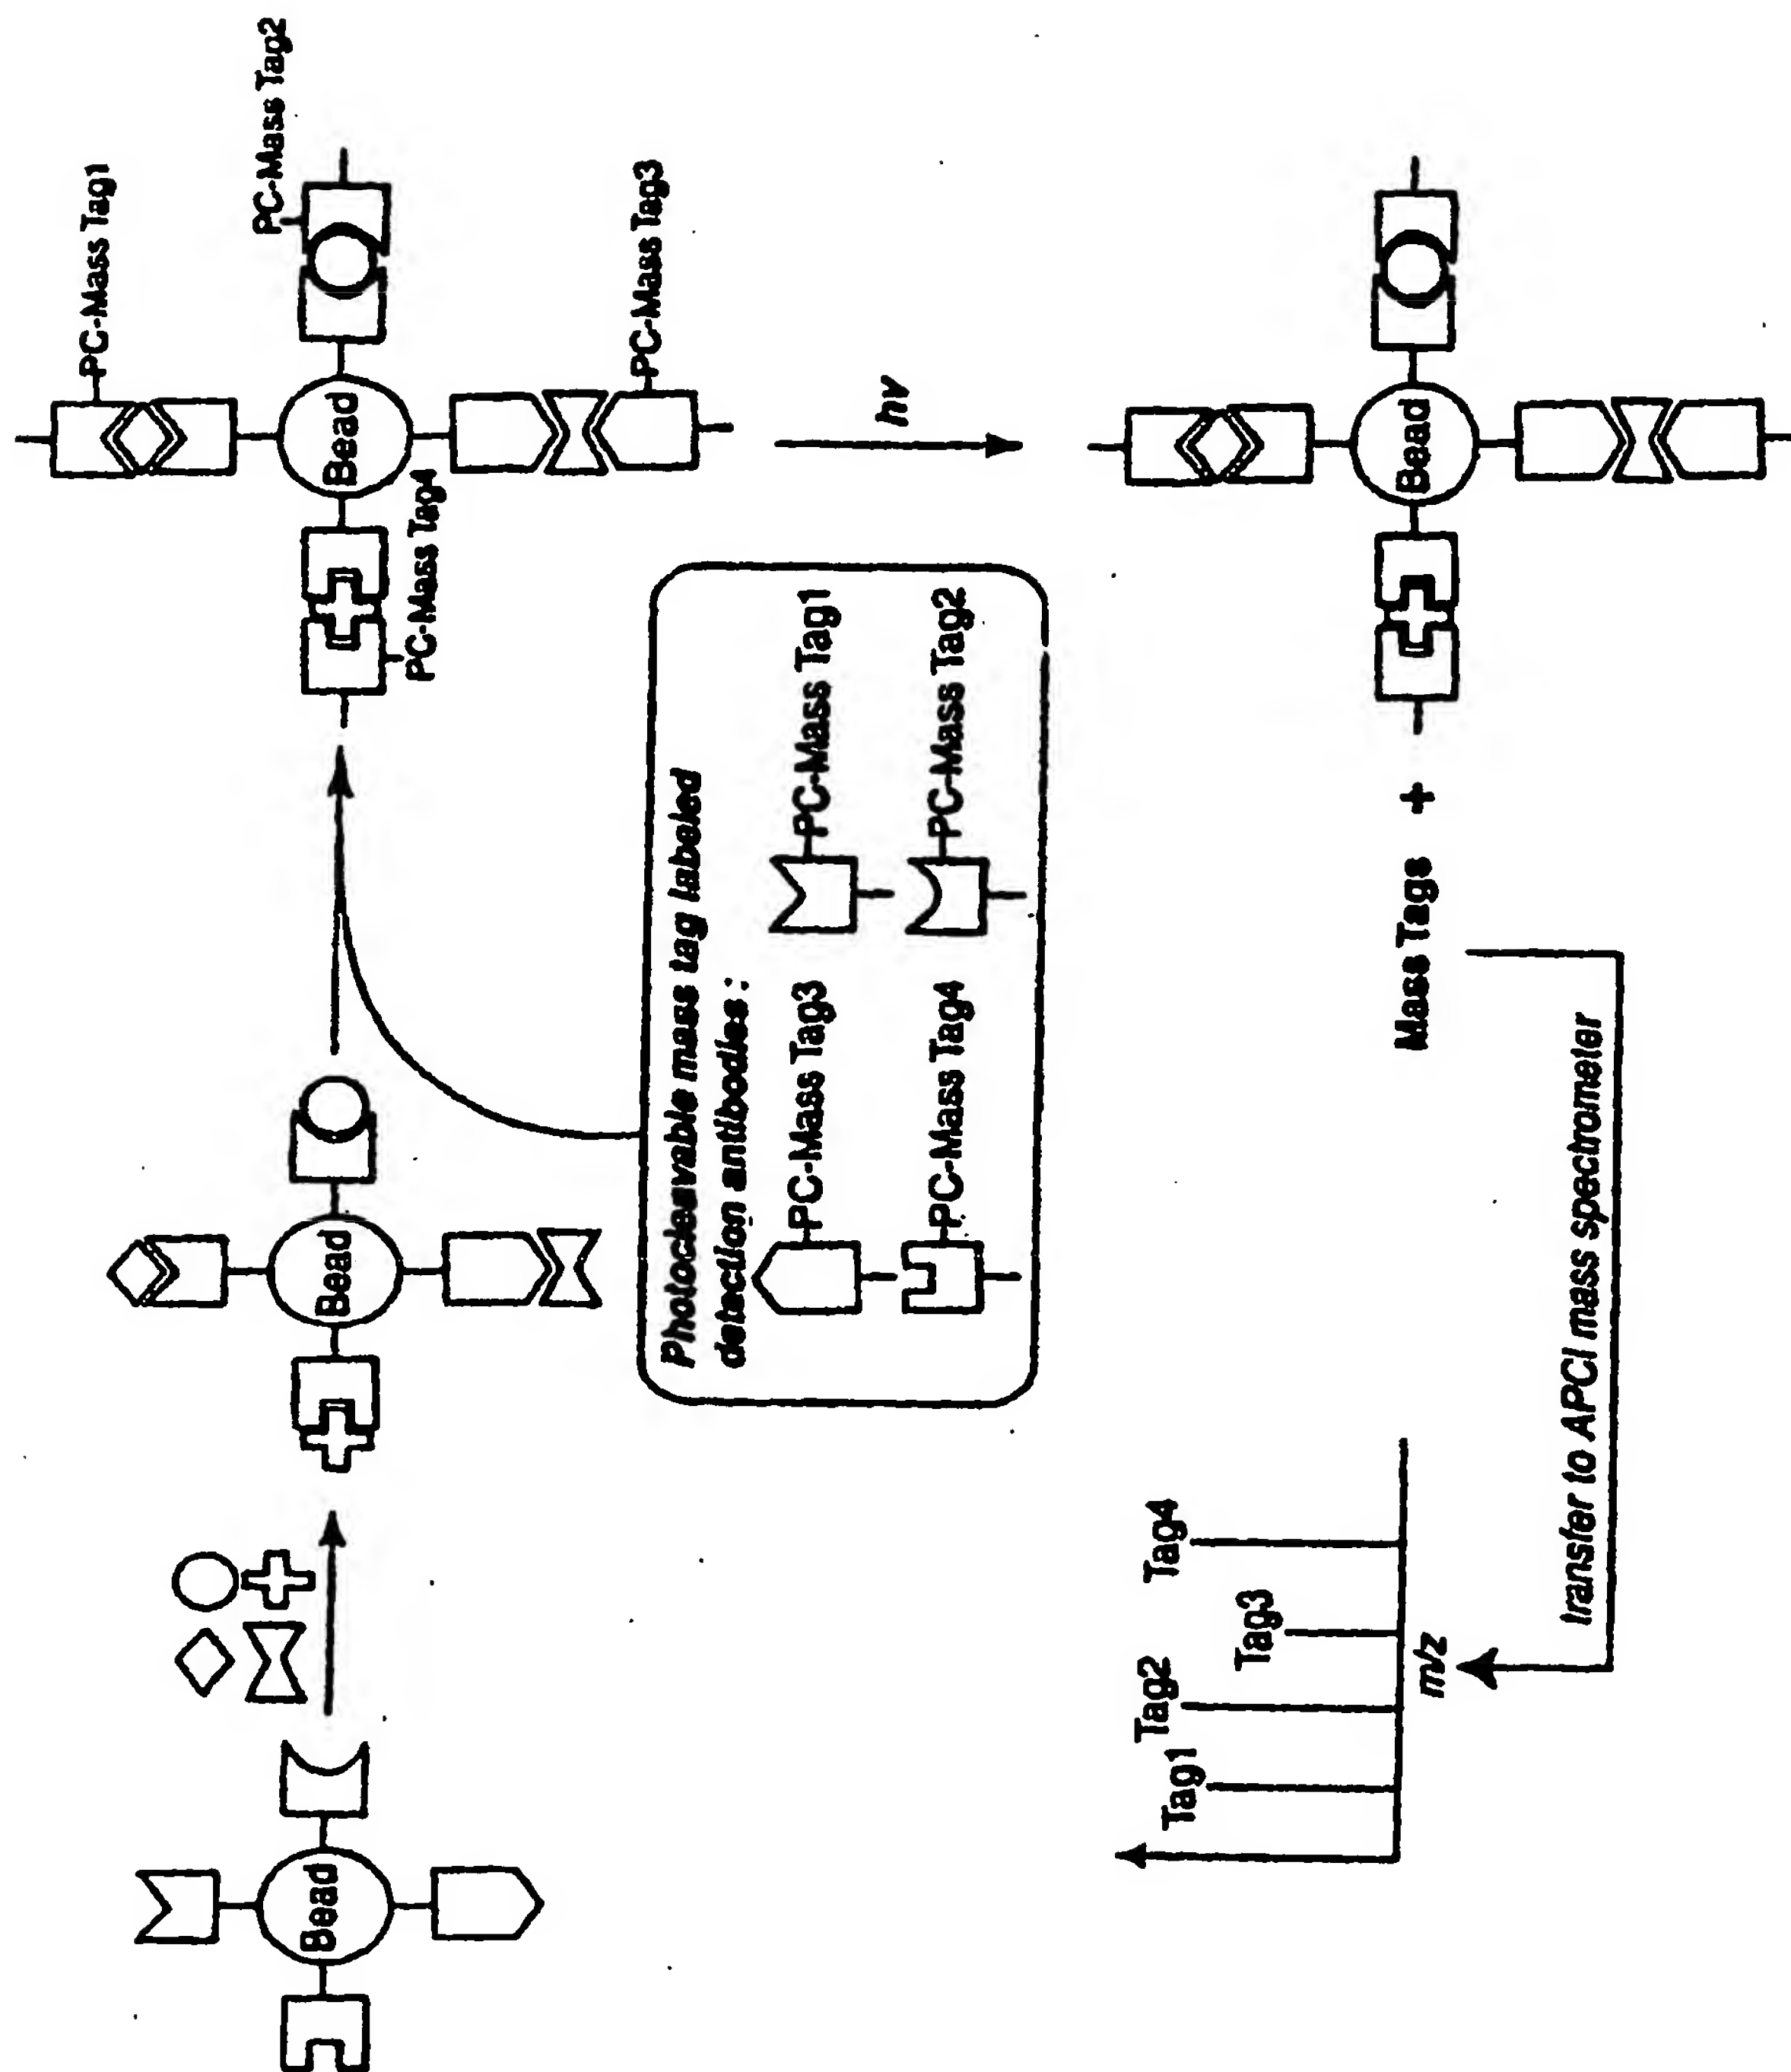 Bead
Bead
Bead
PC-Mass Tag1
PC-Mass Tag2
PC-Mass Tag3
PC-Mass Tag4
Photocleavable mass tag labeled
detection antibodies :
PC-Mass Tag3
PC-Mass Tag1
PC-Mass Tag4
PC-Mass Tag2
hv
Tag1
Tag2
Tag3
Tag4
m/z
transfer to APCI mass spectrometer
Mass Tags +
Bead